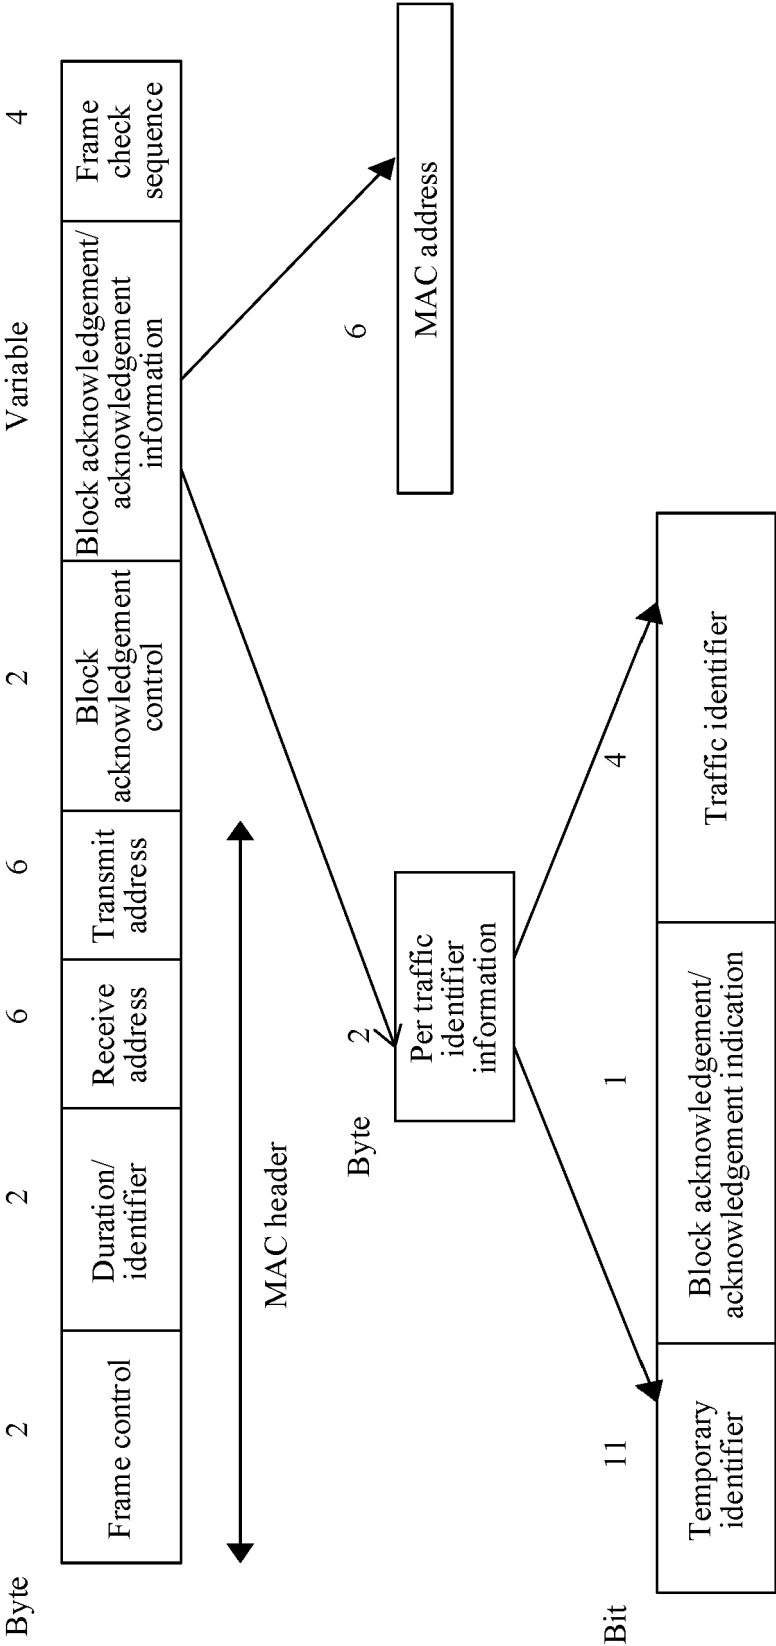 Byte 2 2 6 6 2 Variable 4
Frame control
Duration/
identifier
Receive
address
Transmit
address
Block
acknowledgement
control
Block acknowledgement/
acknowledgement
information
Frame
check
sequence
MAC header
Byte 2
Per traffic
identifier
information
6
MAC address
Bit 11 1 4
Temporary
identifier
Block acknowledgement/
acknowledgement indication
Traffic identifier